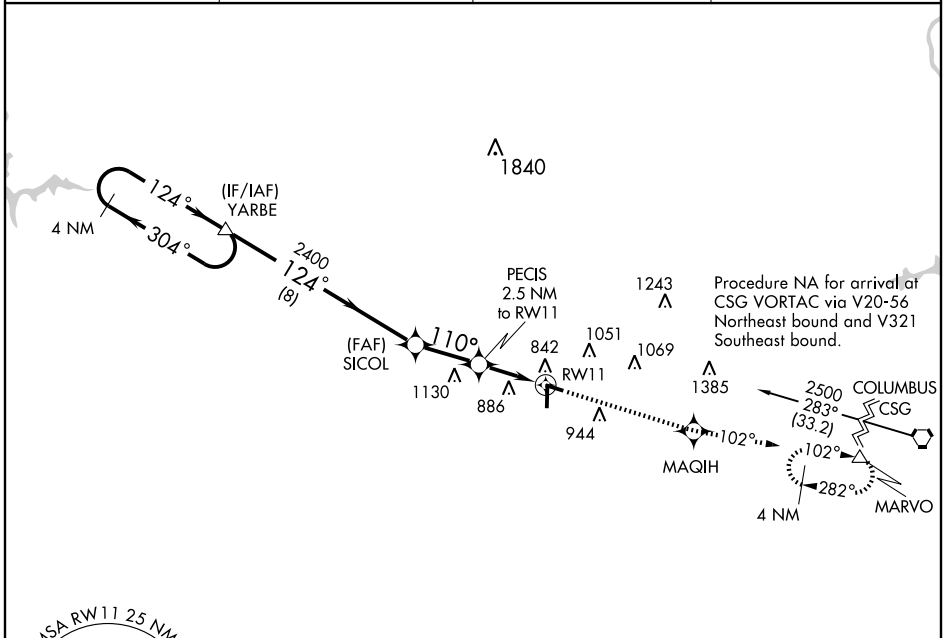 1840
124°
304°
4 NM
(IF/IAF)
YARBE
2400
124°
(8)
(FAF)
SICOL
110°
PECIS
2.5 NM
to RW11
1130
886
842
RW11
1051
1069
1243
944
1385
Procedure NA for arrival at
CSG VORTAC via V20-56
Northeast bound and V321
Southeast bound.
2500
283°
(33.2)
COLUMBUS
CSG
MAQIH
102°
102°
282°
4 NM
MARVO
MSA RW11 25 NM